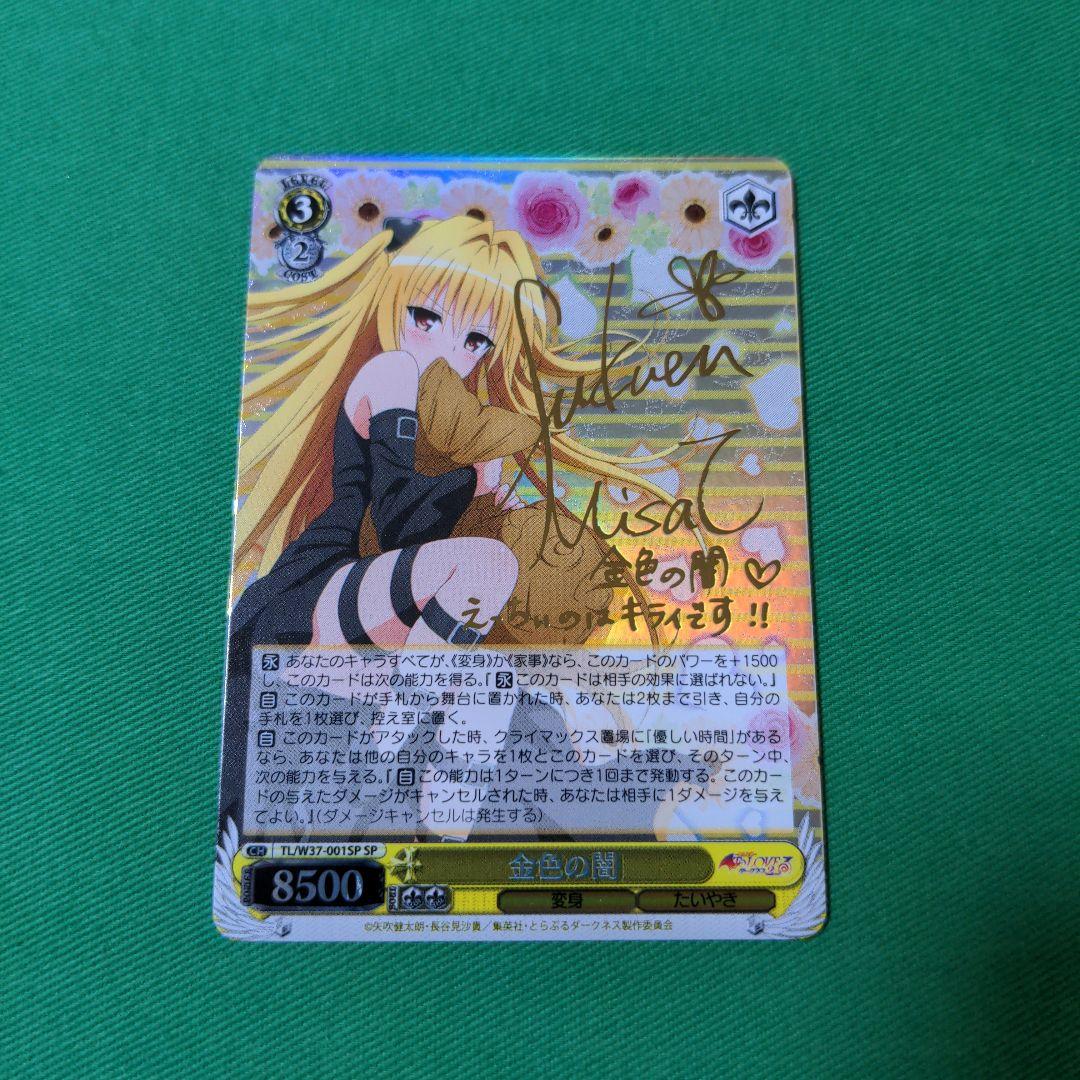 LEVEL
3
2
COST
Fukuen
Misato
金色の闇♡
えっちぃのはキライです!!
永 あなたのキャラすべてが、《変身》か《家事》なら、このカードのパワーを+1500
し、このカードは次の能力を得る。『永 このカードは相手の効果に選ばれない。』
自 このカードが手札から舞台に置かれた時、あなたは2枚まで引き、自分の
手札を1枚選び、控え室に置く。
自 このカードがアタックした時、クライマックス置場に「優しい時間」がある
なら、あなたは他の自分のキャラを1枚とこのカードを選び、そのターン中、
次の能力を与える。『自 この能力は1ターンにつき1回まで発動する。このカー
ドの与えたダメージがキャンセルされた時、あなたは相手に1ダメージを与え
てよい。』(ダメージキャンセルは発生する)
CH TL/W37-001SP SP
金色の闇
POWER 8500 SOUL
変身 たいやき
©矢吹健太朗・長谷見沙貴/集英社・とらぶるダークネス製作委員会